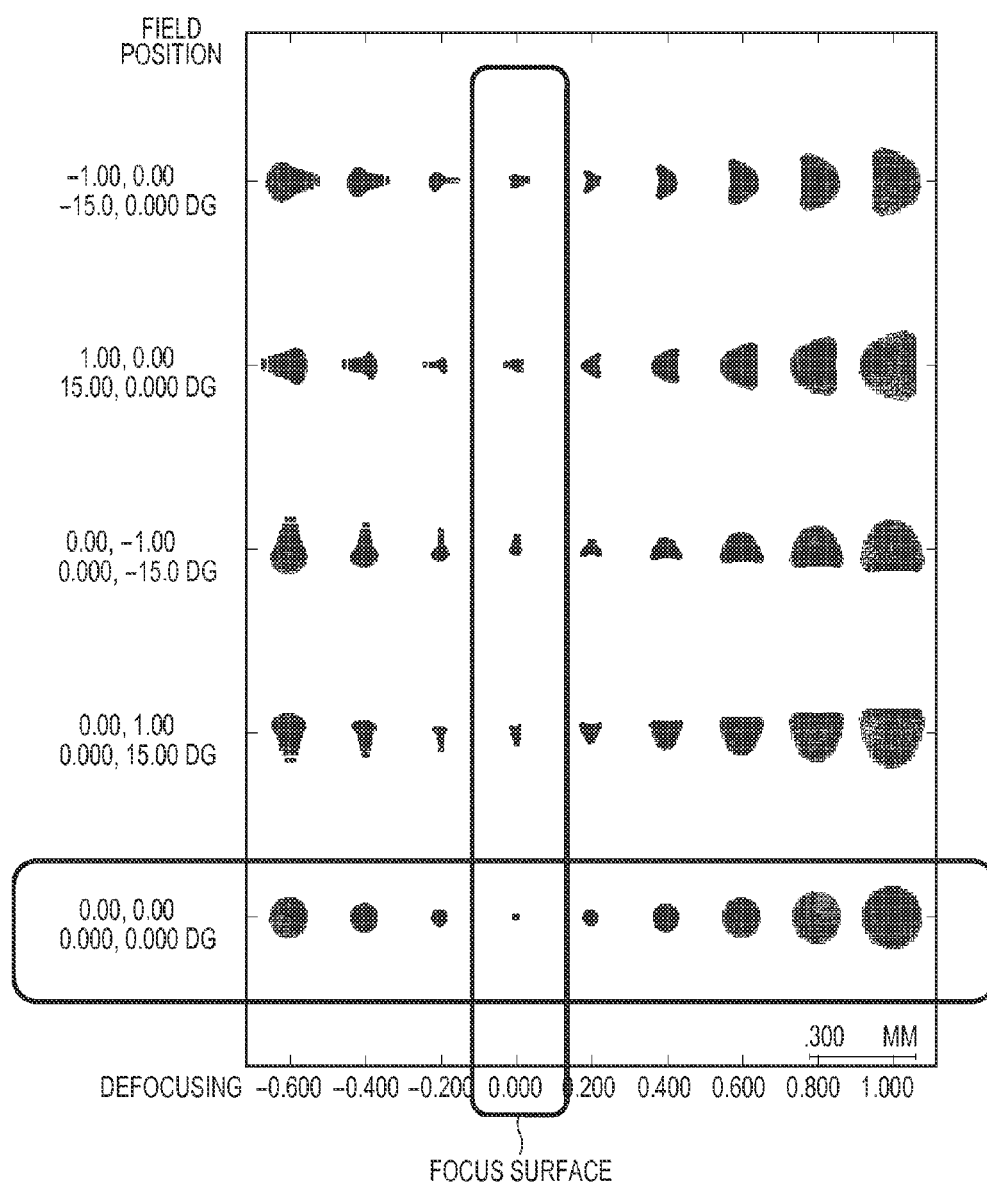 FIELD
POSITION
−1.00, 0.00
−15.0, 0.000 DG
1.00, 0.00
15.00, 0.000 DG
0.00, −1.00
0.000, −15.0 DG
0.00, 1.00
0.000, 15.00 DG
0.00, 0.00
0.000, 0.000 DG
.300 MM
DEFOCUSING −0.600 −0.400 −0.200 0.000 0.200 0.400 0.600 0.800 1.000
FOCUS SURFACE